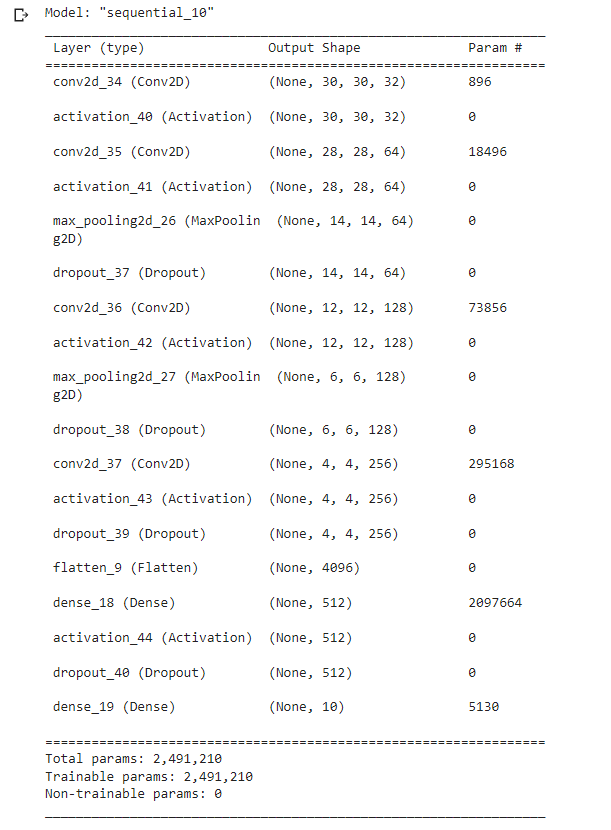 Model: "sequential_10"
_________________________________________________________________
Layer (type)                Output Shape              Param #
=================================================================
conv2d_34 (Conv2D)          (None, 30, 30, 32)        896
activation_40 (Activation)  (None, 30, 30, 32)        0
conv2d_35 (Conv2D)          (None, 28, 28, 64)        18496
activation_41 (Activation)  (None, 28, 28, 64)        0
max_pooling2d_26 (MaxPoolin  (None, 14, 14, 64)       0
g2D)
dropout_37 (Dropout)        (None, 14, 14, 64)        0
conv2d_36 (Conv2D)          (None, 12, 12, 128)       73856
activation_42 (Activation)  (None, 12, 12, 128)       0
max_pooling2d_27 (MaxPoolin  (None, 6, 6, 128)        0
g2D)
dropout_38 (Dropout)        (None, 6, 6, 128)         0
conv2d_37 (Conv2D)          (None, 4, 4, 256)         295168
activation_43 (Activation)  (None, 4, 4, 256)         0
dropout_39 (Dropout)        (None, 4, 4, 256)         0
flatten_9 (Flatten)         (None, 4096)              0
dense_18 (Dense)            (None, 512)               2097664
activation_44 (Activation)  (None, 512)               0
dropout_40 (Dropout)        (None, 512)               0
dense_19 (Dense)            (None, 10)                5130
=================================================================
Total params: 2,491,210
Trainable params: 2,491,210
Non-trainable params: 0
_________________________________________________________________